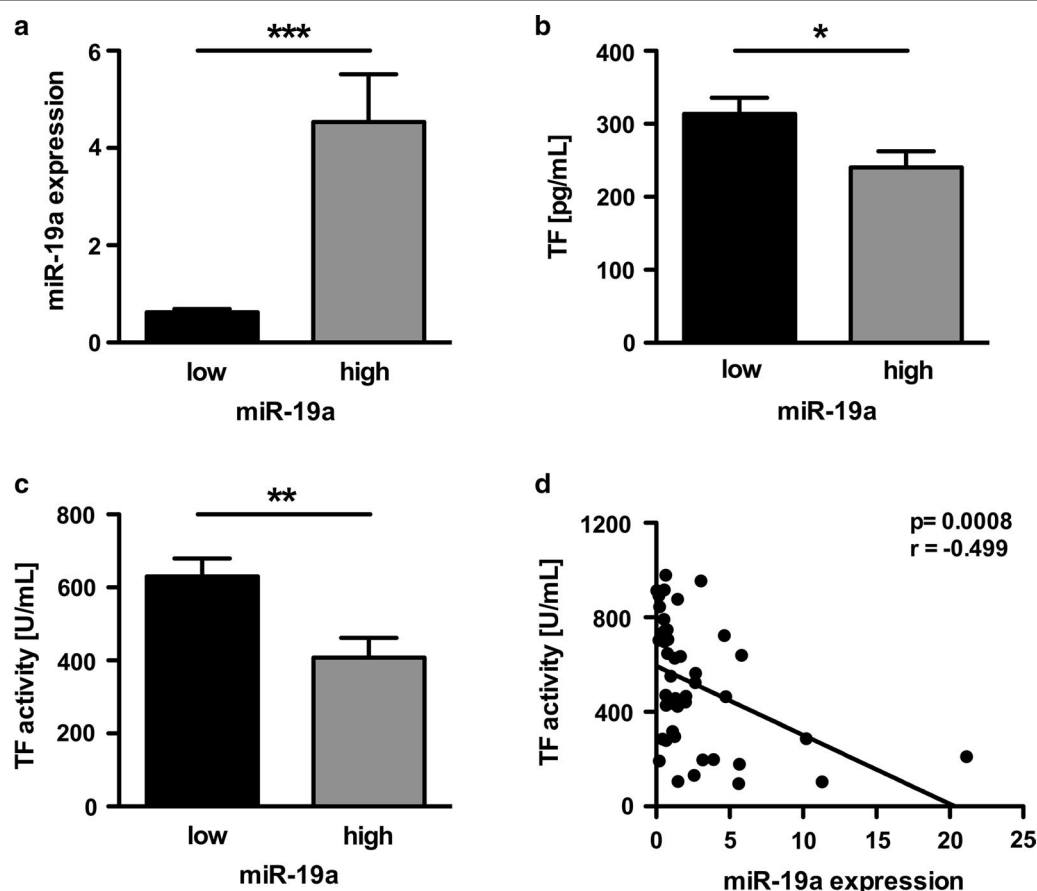 a
***
miR-19a expression
6
4
2
0
low high
miR-19a
b
*
TF [pg/mL]
400
300
200
100
0
low high
miR-19a
c
**
TF activity [U/mL]
800
600
400
200
0
low high
miR-19a
d
p= 0.0008
r = -0.499
TF activity [U/mL]
1200
800
400
0
0 5 10 15 20 25
miR-19a expression